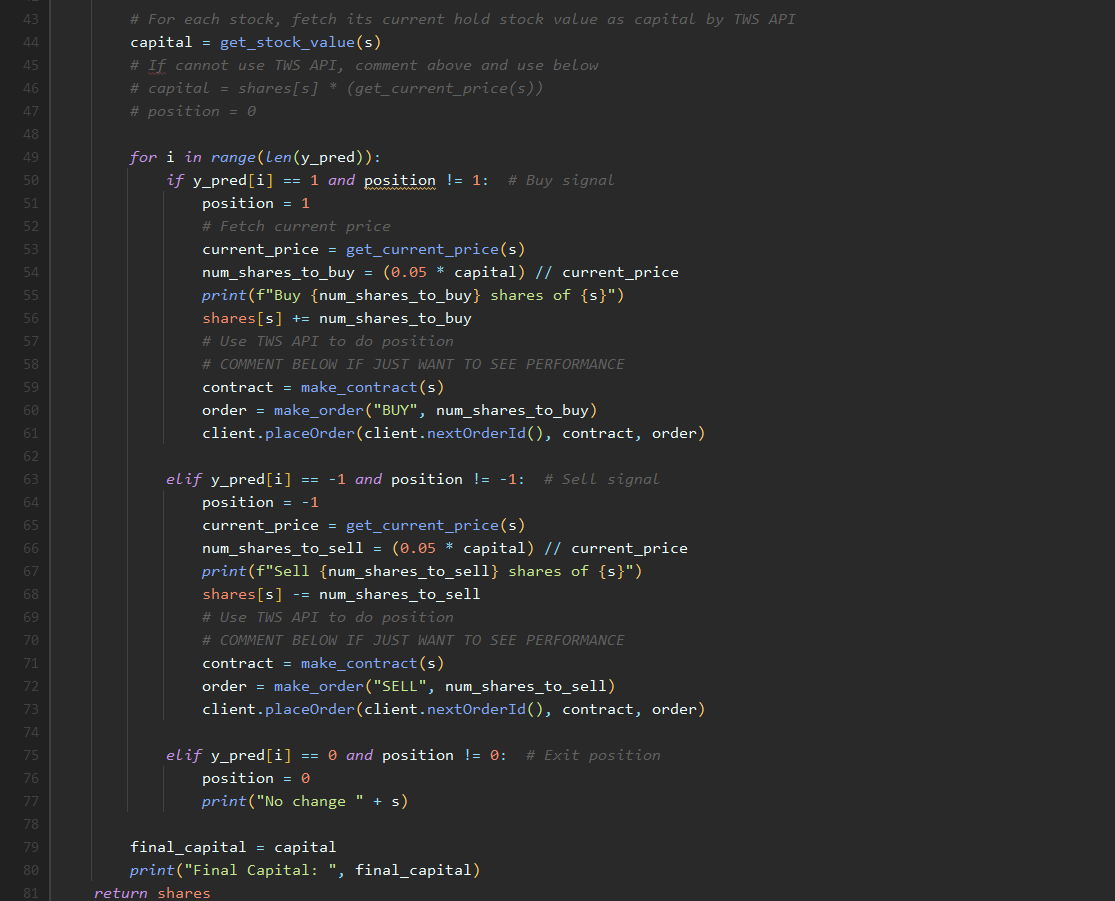 43 # For each stock, fetch its current hold stock value as capital by TWS API
44 capital = get_stock_value(s)
45 # If cannot use TWS API, comment above and use below
46 # capital = shares[s] * (get_current_price(s))
47 # position = 0
48
49 for i in range(len(y_pred)):
50 if y_pred[i] == 1 and position != 1:  # Buy signal
51 position = 1
52 # Fetch current price
53 current_price = get_current_price(s)
54 num_shares_to_buy = (0.05 * capital) // current_price
55 print(f"Buy {num_shares_to_buy} shares of {s}")
56 shares[s] += num_shares_to_buy
57 # Use TWS API to do position
58 # COMMENT BELOW IF JUST WANT TO SEE PERFORMANCE
59 contract = make_contract(s)
60 order = make_order("BUY", num_shares_to_buy)
61 client.placeOrder(client.nextOrderId(), contract, order)
62
63 elif y_pred[i] == -1 and position != -1:  # Sell signal
64 position = -1
65 current_price = get_current_price(s)
66 num_shares_to_sell = (0.05 * capital) // current_price
67 print(f"Sell {num_shares_to_sell} shares of {s}")
68 shares[s] -= num_shares_to_sell
69 # Use TWS API to do position
70 # COMMENT BELOW IF JUST WANT TO SEE PERFORMANCE
71 contract = make_contract(s)
72 order = make_order("SELL", num_shares_to_sell)
73 client.placeOrder(client.nextOrderId(), contract, order)
74
75 elif y_pred[i] == 0 and position != 0:  # Exit position
76 position = 0
77 print("No change " + s)
78
79 final_capital = capital
80 print("Final Capital: ", final_capital)
81 return shares